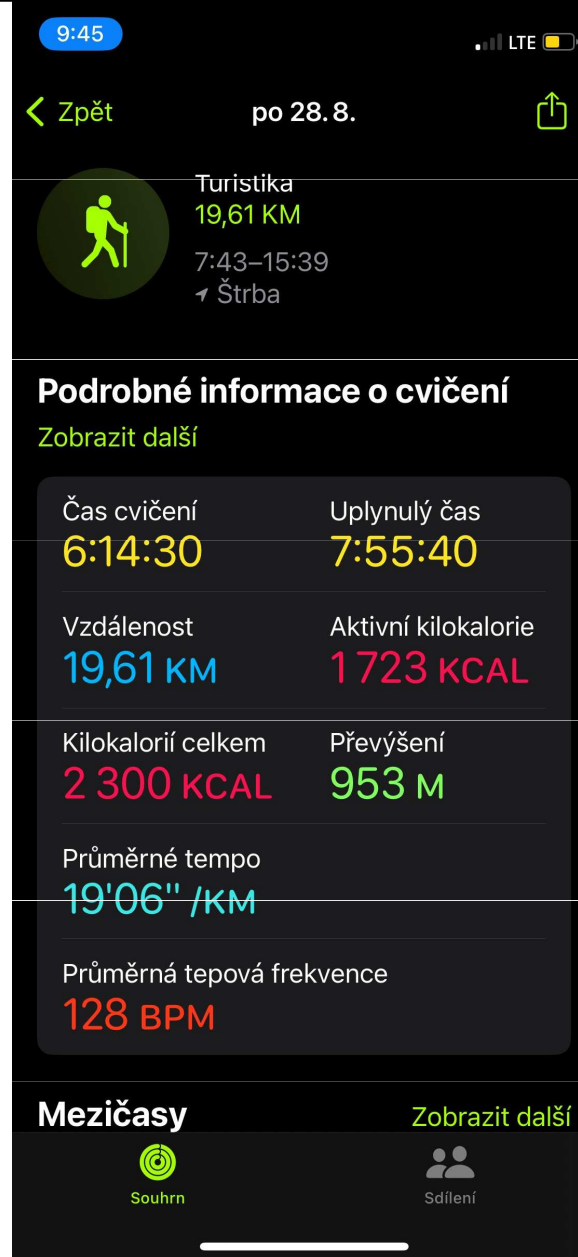 9:45
LTE
Zpět
po 28. 8.
Turistika
19,61 KM
7:43–15:39
Štrba
Podrobné informace o cvičení
Zobrazit další
Čas cvičení Uplynulý čas
6:14:30 7:55:40
Vzdálenost Aktivní kilokalorie
19,61 KM 1 723 KCAL
Kilokalorií celkem Převýšení
2 300 KCAL 953 M
Průměrné tempo
19'06'' /KM
Průměrná tepová frekvence
128 BPM
Mezičasy Zobrazit další
Souhrn Sdílení